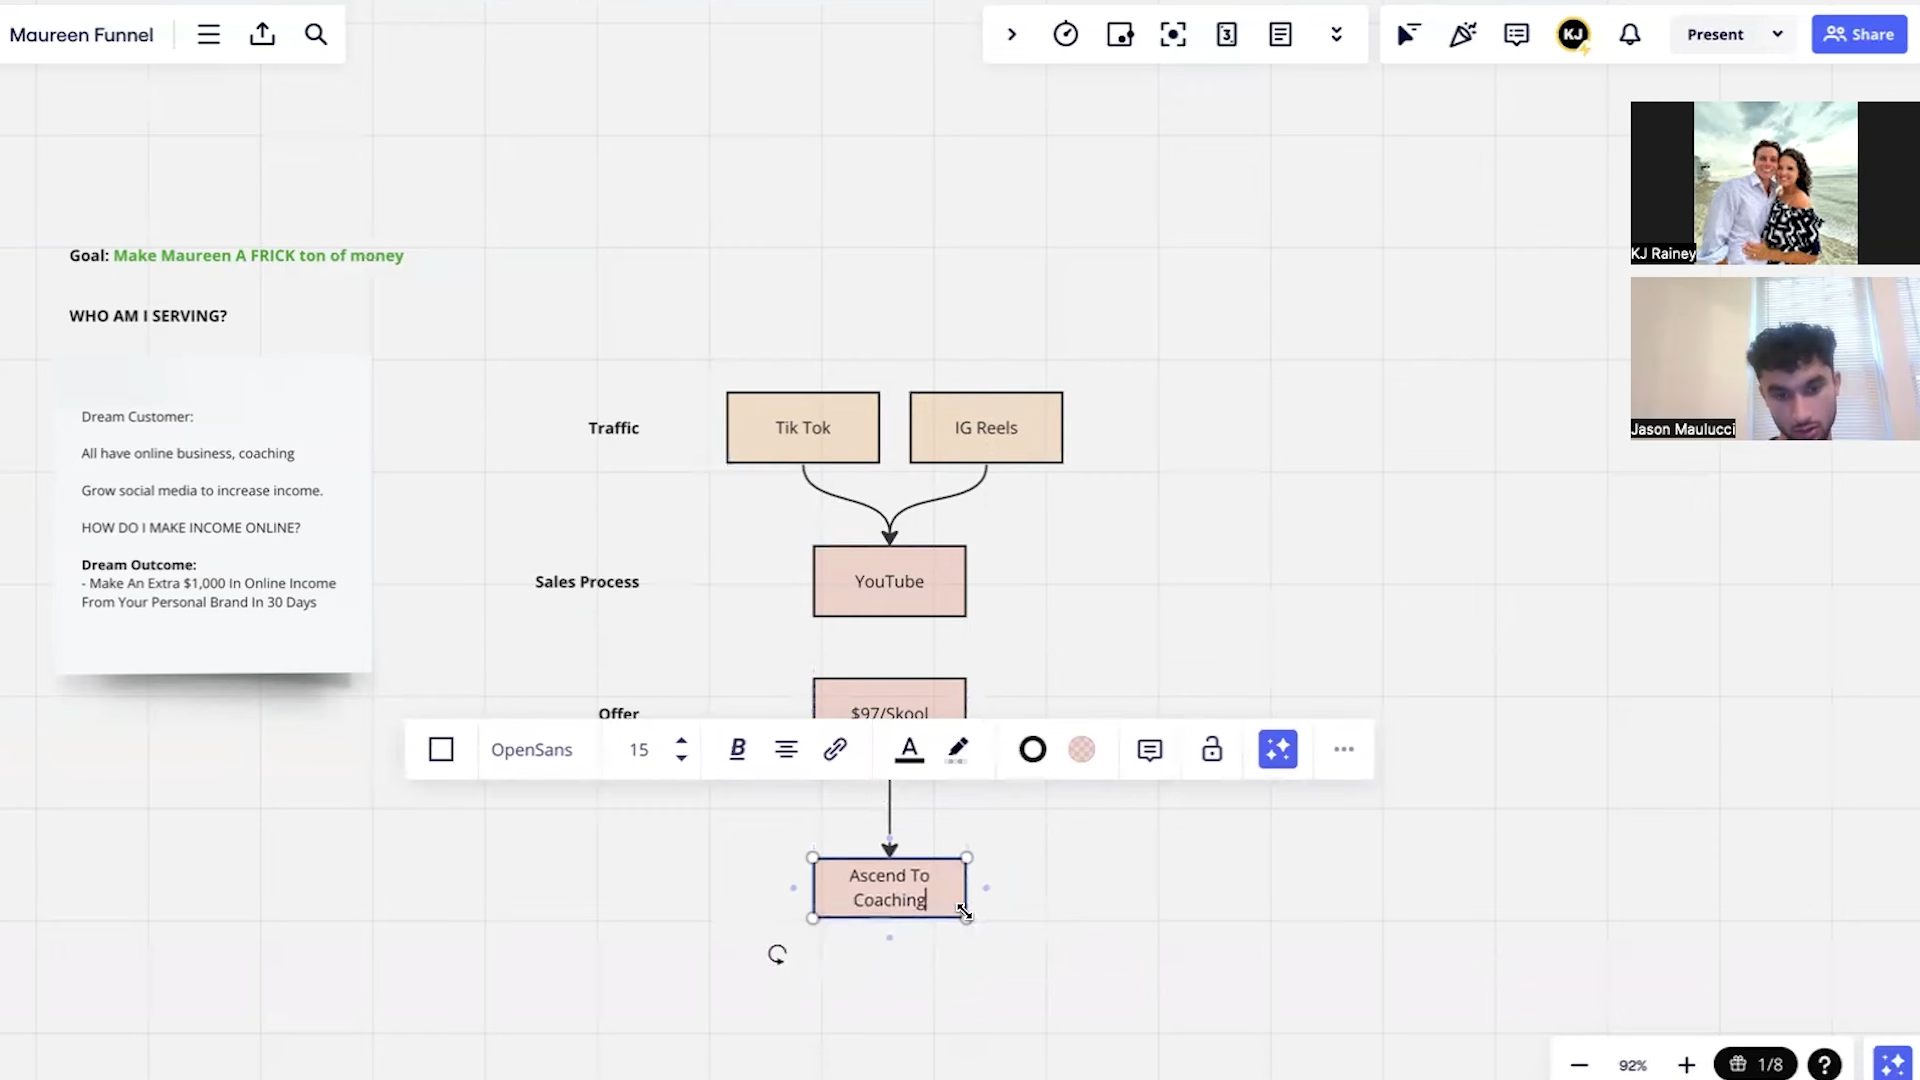 Maureen Funnel
3
KJ
Present
Share
KJ Rainey
Jason Maulucci
Goal: Make Maureen A FRICK ton of money
WHO AM I SERVING?
Dream Customer:
All have online business, coaching
Grow social media to increase income.
HOW DO I MAKE INCOME ONLINE?
Dream Outcome:
- Make An Extra $1,000 In Online Income
From Your Personal Brand In 30 Days
Traffic
Tik Tok
IG Reels
Sales Process
YouTube
Offer
$97/Skool
OpenSans
15
B
A
Ascend To
Coaching
92%
1/8
?